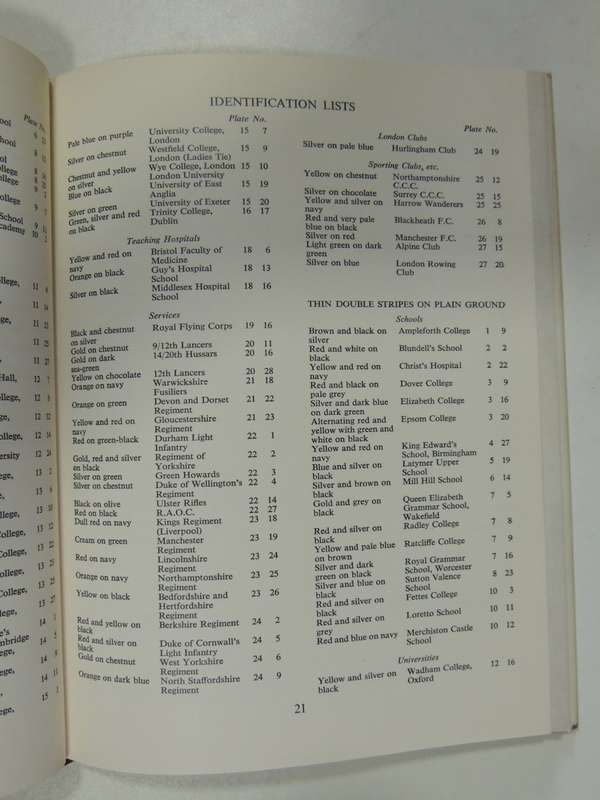 IDENTIFICATION LISTS
Plate No.
Pale blue on purple University College, London 15 7
Silver on chestnut Westfield College, London (Ladies Tie) 15 9
Chestnut and yellow on silver Wye College, London London University 15 10
Blue on black University of East Anglia 15 19
Silver on green University of Exeter 15 20
Green, silver and red on black Trinity College, Dublin 16 17
Teaching Hospitals
Yellow and red on navy Bristol Faculty of Medicine 18 6
Orange on black Guy's Hospital School 18 13
Silver on black Middlesex Hospital School 18 16
Services
Black and chestnut on silver Royal Flying Corps 19 16
Gold on chestnut 9/12th Lancers 20 11
Gold on dark sea-green 14/20th Hussars 20 16
Yellow on chocolate 12th Lancers 20 28
Orange on navy Warwickshire Fusiliers 21 18
Orange on green Devon and Dorset Regiment 21 22
Yellow and red on navy Gloucestershire Regiment 21 23
Red on green-black Durham Light Infantry 22 1
Gold, red and silver on black Regiment of Yorkshire 22 2
Silver on green Green Howards 22 3
Silver on chestnut Duke of Wellington's Regiment 22 4
Black on olive Ulster Rifles 22 14
Red on black R.A.O.C. 22 27
Dull red on navy Kings Regiment (Liverpool) 23 18
Cream on green Manchester Regiment 23 19
Red on navy Lincolnshire Regiment 23 24
Orange on navy Northamptonshire Regiment 23 25
Yellow on black Bedfordshire and Hertfordshire Regiment 23 26
Red and yellow on black Berkshire Regiment 24 2
Red and silver on black Duke of Cornwall's Light Infantry 24 5
Gold on chestnut West Yorkshire Regiment 24 6
Orange on dark blue North Staffordshire Regiment 24 9
Plate No.
London Clubs
Silver on pale blue Hurlingham Club 24 19
Sporting Clubs, etc.
Yellow on chestnut Northamptonshire C.C.C. 25 12
Silver on chocolate Surrey C.C.C. 25 15
Yellow and silver on navy Harrow Wanderers 25 25
Red and very pale blue on black Blackheath F.C. 26 8
Silver on red Manchester F.C. 26 19
Light green on dark green Alpine Club 27 15
Silver on blue London Rowing Club 27 20
THIN DOUBLE STRIPES ON PLAIN GROUND
Schools
Brown and black on silver Ampleforth College 1 9
Red and white on black Blundell's School 2 2
Yellow and red on navy Christ's Hospital 2 22
Red and black on pale grey Dover College 3 9
Silver and dark blue on dark green Elizabeth College 3 16
Alternating red and yellow with green and white on black Epsom College 3 20
Yellow and red on navy King Edward's School, Birmingham 4 27
Blue and silver on black Latymer Upper School 5 19
Silver and brown on black Mill Hill School 6 14
Gold and grey on black Queen Elizabeth Grammar School, Wakefield 7 5
Red and silver on black Radley College 7 8
Yellow and pale blue on brown Ratcliffe College 7 9
Silver and dark green on black Royal Grammar School, Worcester 7 16
Silver and blue on black Sutton Valence School 8 23
Red and silver on black Fettes College 10 3
Red and silver on grey Loretto School 10 11
Red and blue on navy Merchiston Castle School 10 12
Universities
Yellow and silver on black Wadham College, Oxford 12 16
21